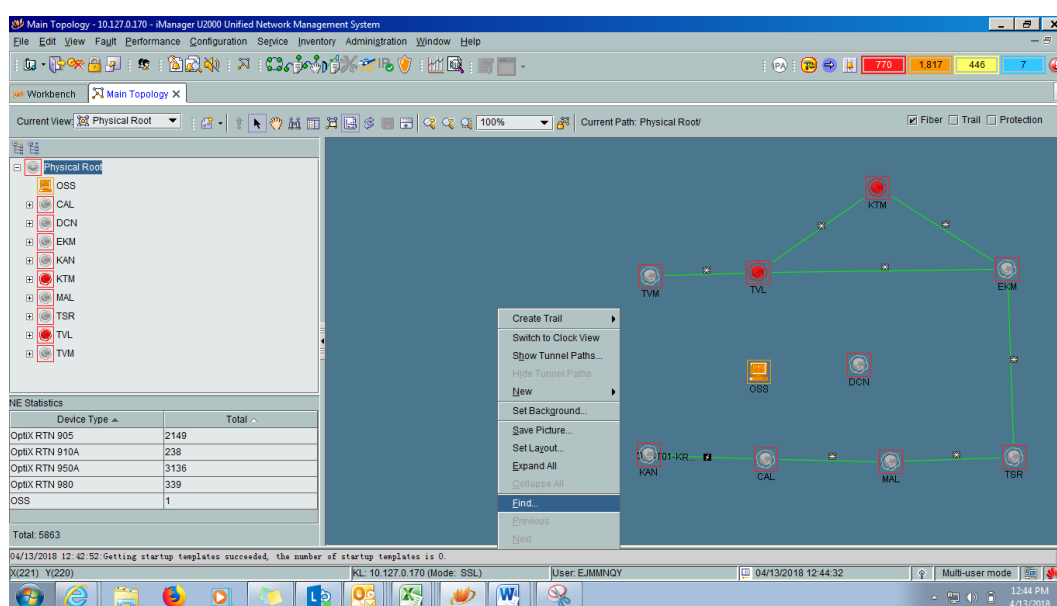 Main Topology - 10.127.0.170 - iManager U2000 Unified Network Management System
File Edit View Fault Performance Configuration Service Inventory Administration Window Help
PA 770 1,817 446 7
Workbench Main Topology X
Current View: Physical Root 100% Current Path: Physical Root/ Fiber Trail Protection
Physical Root
OSS
CAL
DCN
EKM
KAN
KTM
MAL
TSR
TVL
TVM
NE Statistics
Device Type Total
OptiX RTN 905 2149
OptiX RTN 910A 238
OptiX RTN 950A 3136
OptiX RTN 980 339
OSS 1
Total: 5863
KTM
TVM
TVL
EKM
OSS
DCN
T01-KR...
KAN
CAL
MAL
TSR
Create Trail
Switch to Clock View
Show Tunnel Paths...
Hide Tunnel Paths
New
Set Background...
Save Picture...
Set Layout...
Expand All
Collapse All
Find...
Previous
Next
04/13/2018 12:42:52:Getting startup templates succeeded, the number of startup templates is 0.
X(221) Y(220) KL: 10.127.0.170 (Mode: SSL) User: EJMMNQY 04/13/2018 12:44:32 Multi-user mode
12:44 PM
4/13/2018